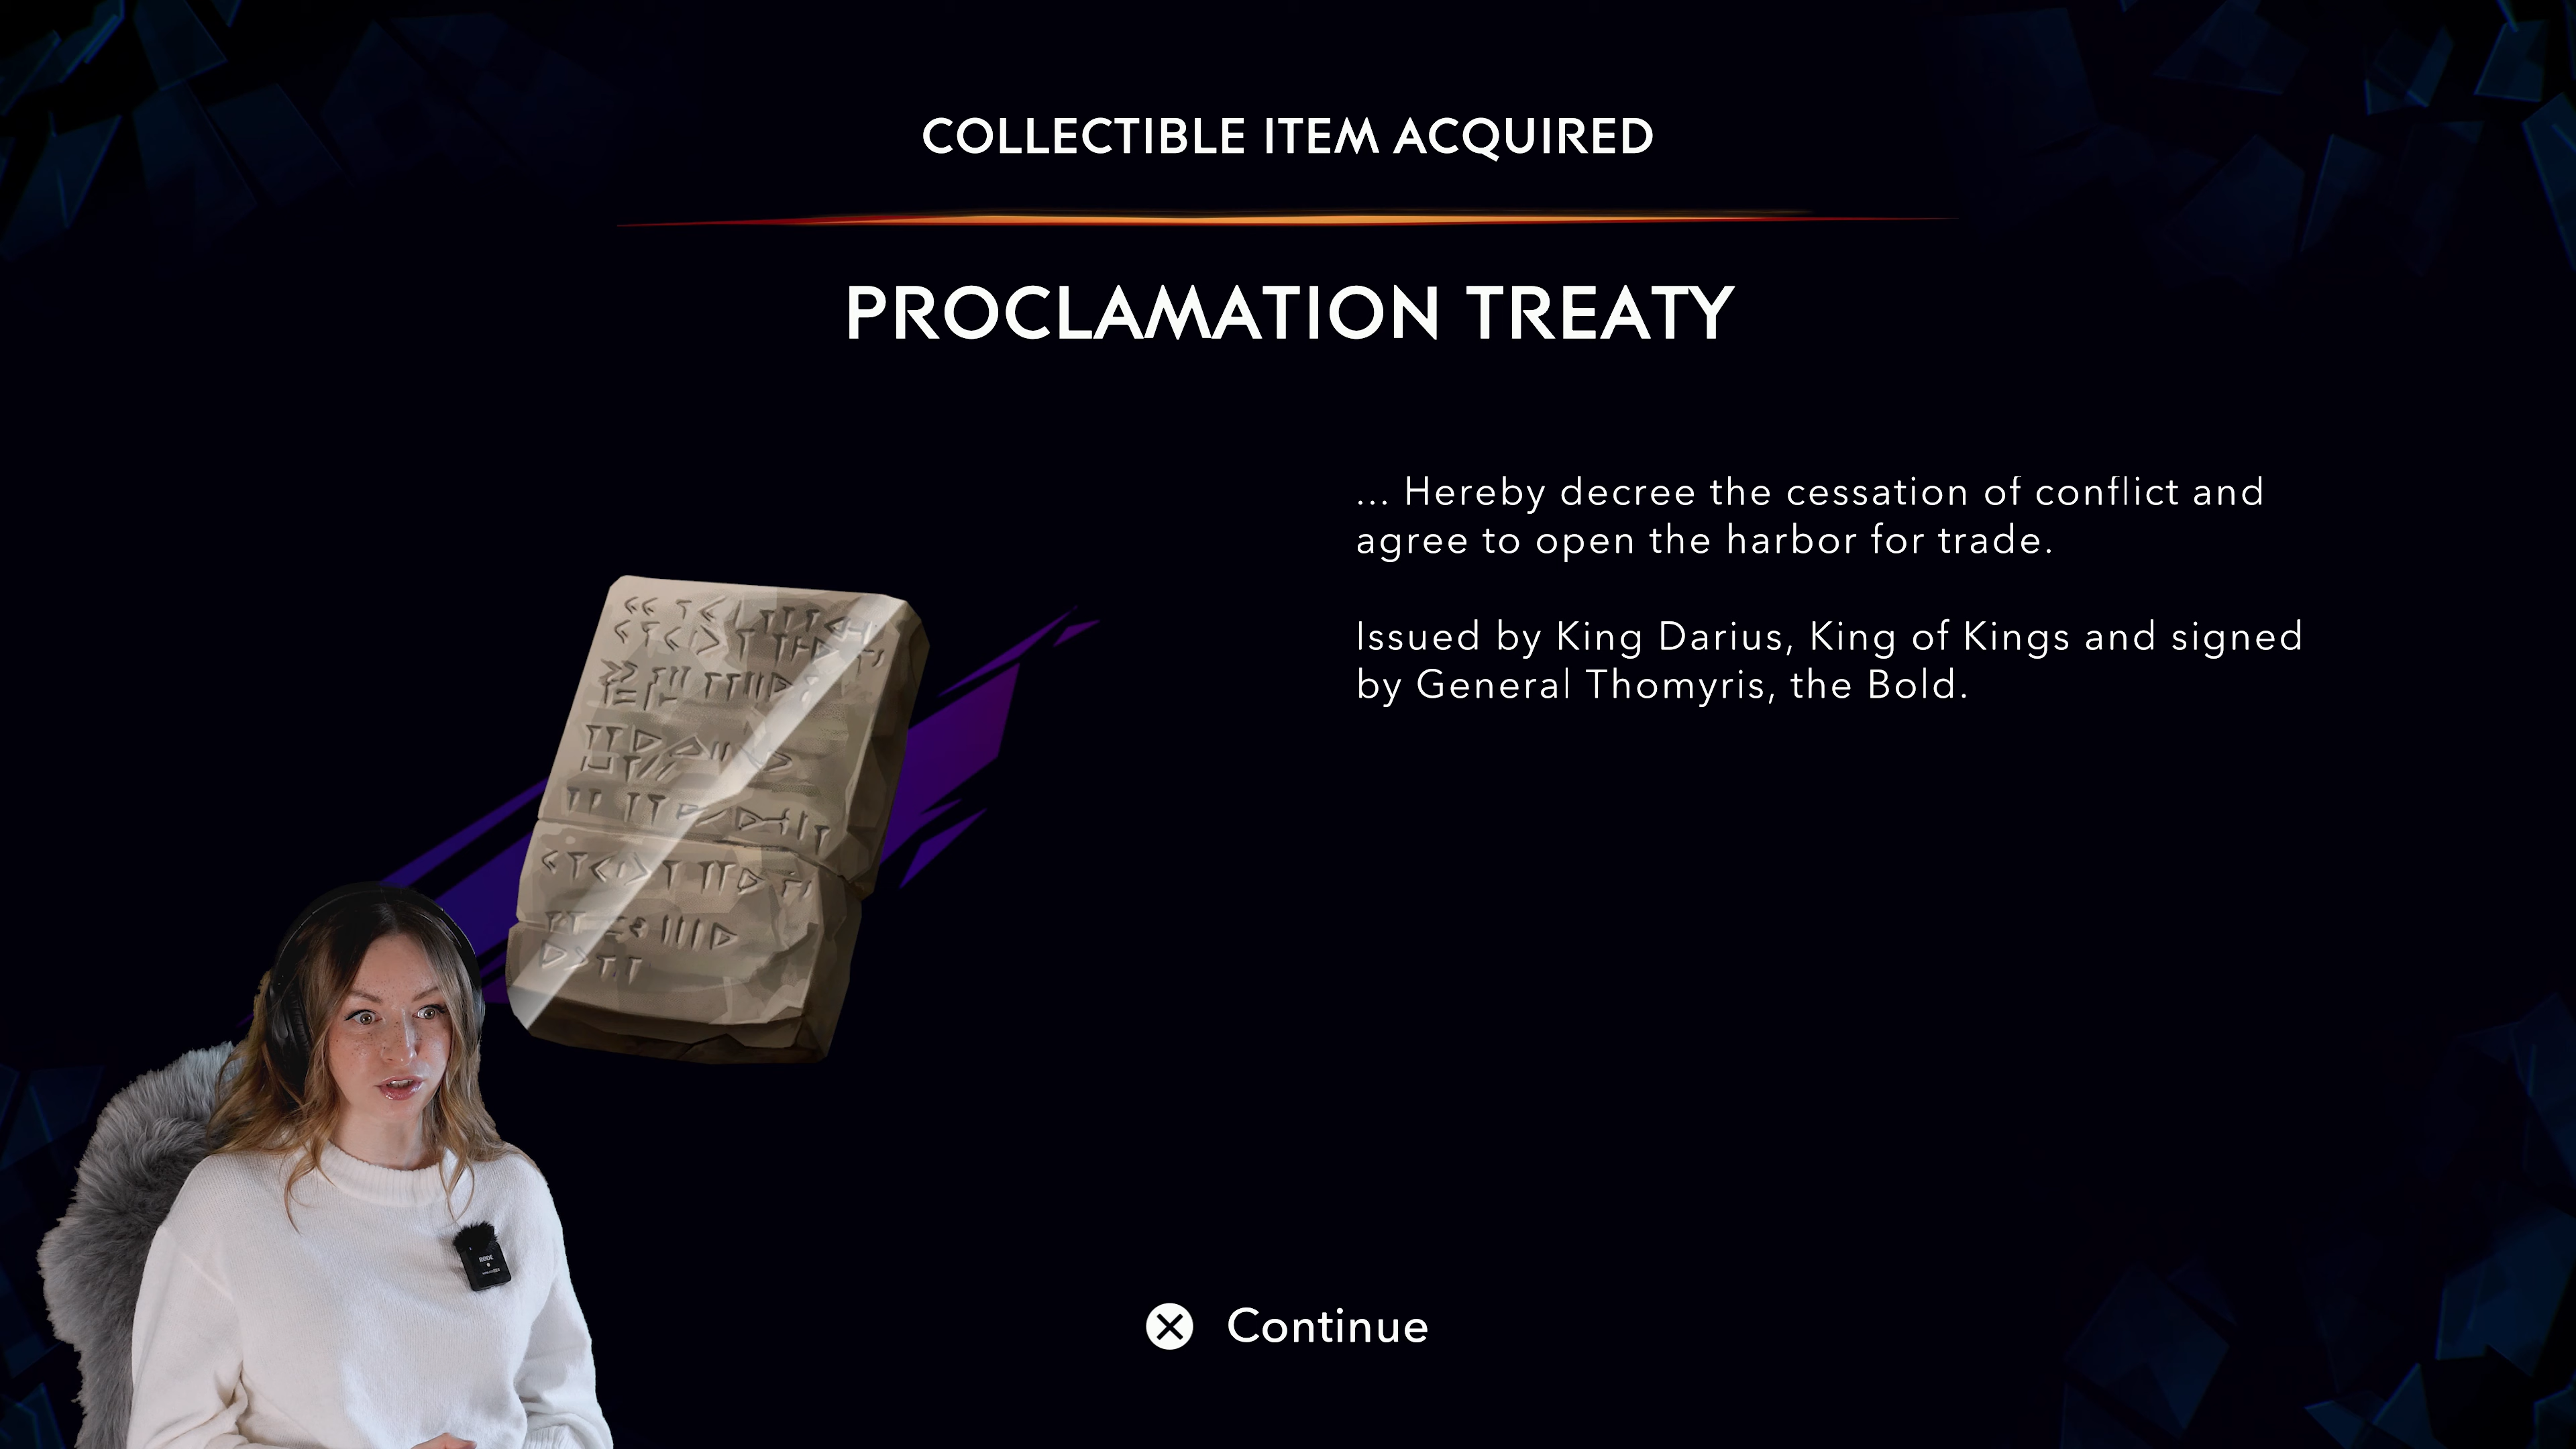 COLLECTIBLE ITEM ACQUIRED
PROCLAMATION TREATY
... Hereby decree the cessation of conflict and
agree to open the harbor for trade.
Issued by King Darius, King of Kings and signed
by General Thomyris, the Bold.
RØDE
Continue